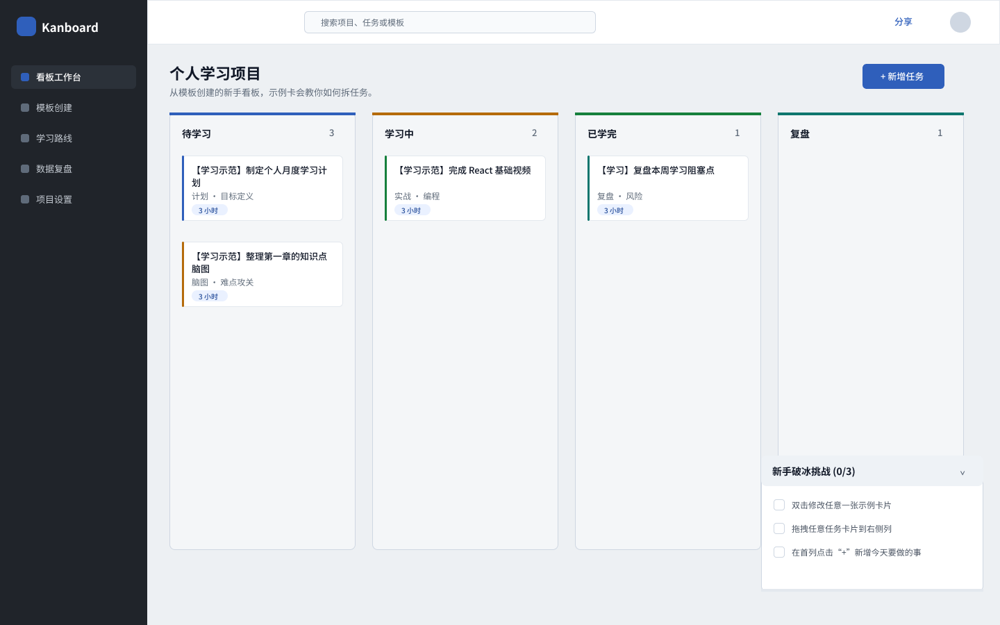 Kanboard
搜索项目、任务或模板
分享
看板工作台
模板创建
学习路线
数据复盘
项目设置
个人学习项目
从模板创建的新手看板，示例卡会教你如何拆任务。
+ 新增任务
待学习 3
【学习示范】制定个人月度学习计
划
计划 · 目标定义
3 小时
【学习示范】整理第一章的知识点
脑图
脑图 · 难点攻关
3 小时
学习中 2
【学习示范】完成 React 基础视频
实战 · 编程
3 小时
已学完 1
【学习】复盘本周学习阻塞点
复盘 · 风险
3 小时
复盘 1
新手破冰挑战 (0/3)
双击修改任意一张示例卡片
拖拽任意任务卡片到右侧列
在首列点击“+”新增今天要做的事